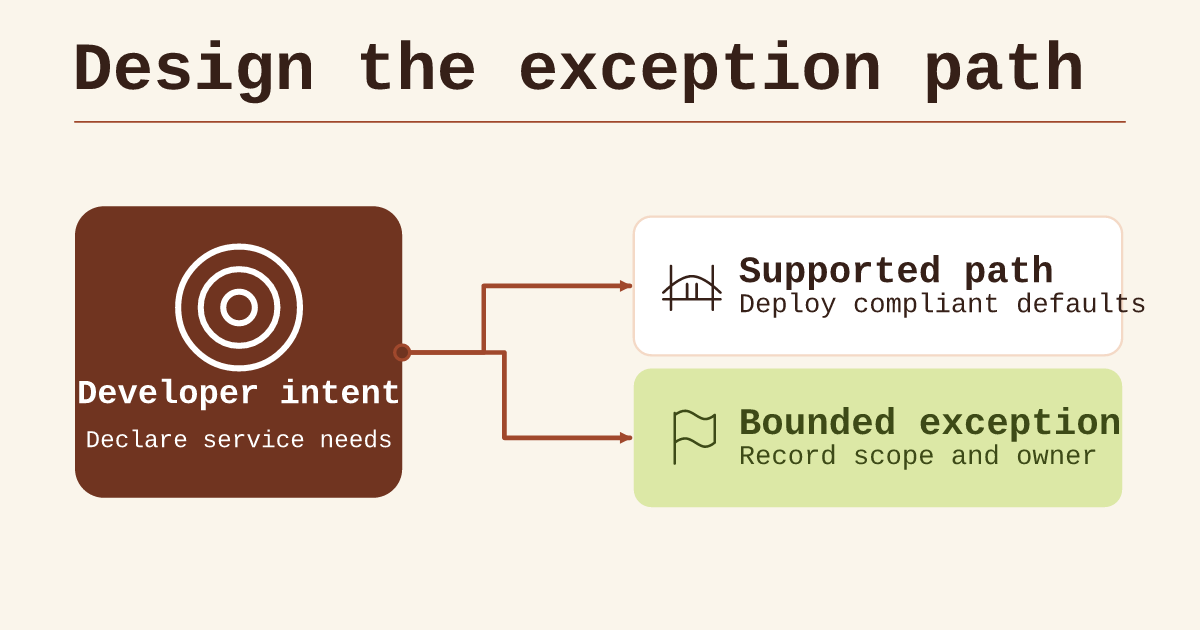 Design the exception path
Developer intent
Declare service needs
Supported path
Deploy compliant defaults
Bounded exception
Record scope and owner